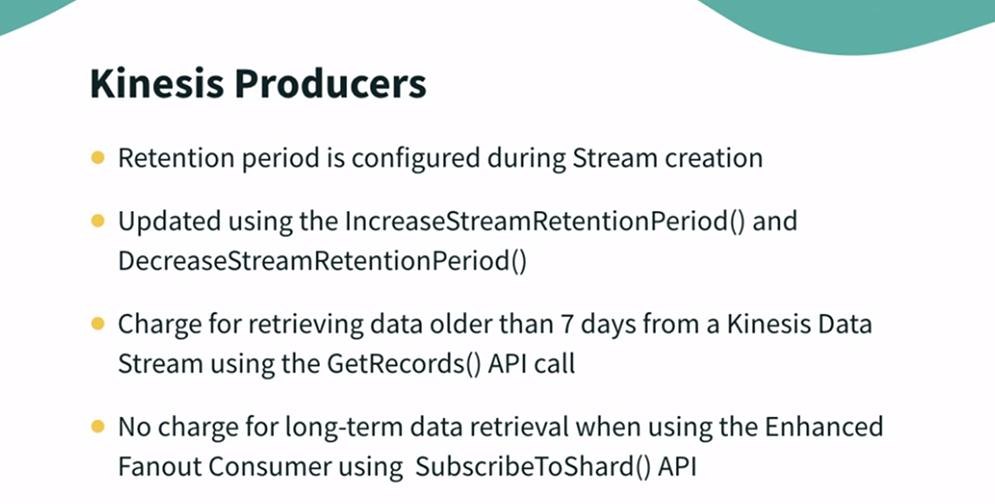 Kinesis Producers
Retention period is configured during Stream creation
Updated using the IncreaseStreamRetentionPeriod() and
DecreaseStreamRetentionPeriod()
Charge for retrieving data older than 7 days from a Kinesis Data
Stream using the GetRecords() API call
No charge for long-term data retrieval when using the Enhanced
Fanout Consumer using  SubscribeToShard() API